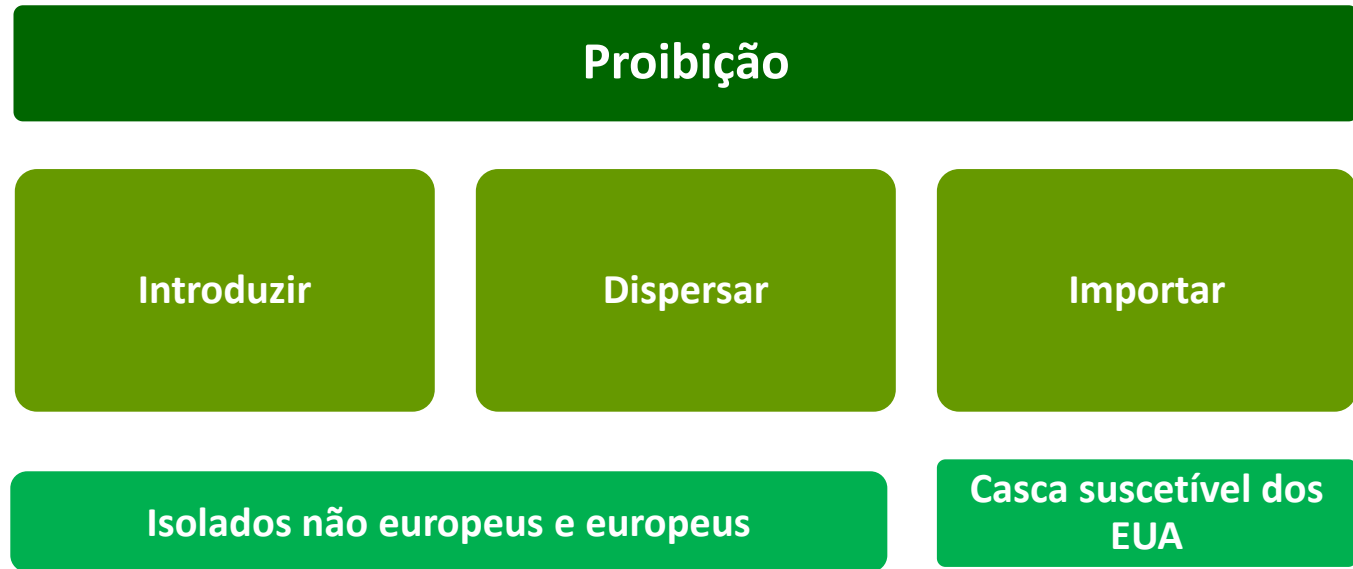 Proibição
Introduzir
Dispersar
Importar
Isolados não europeus e europeus
Casca suscetível dos
EUA